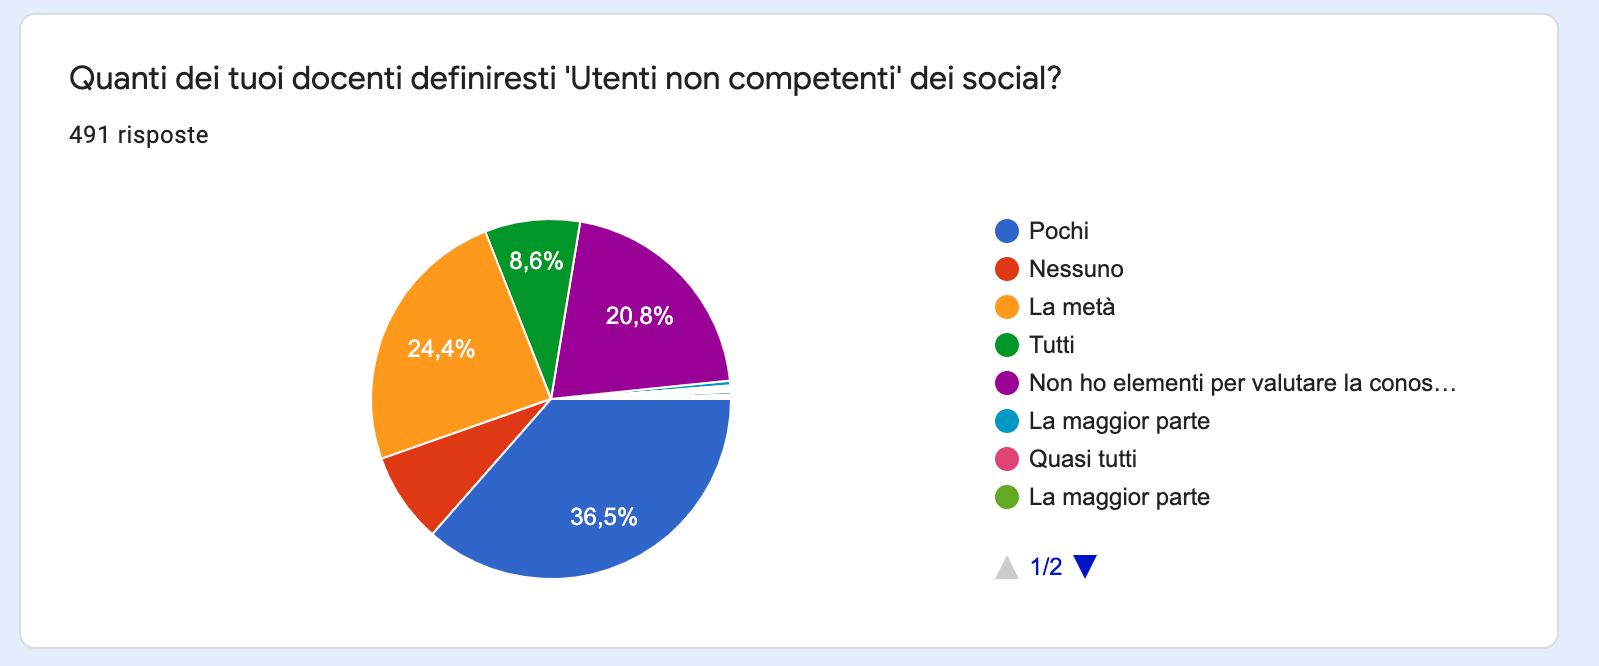 Quanti dei tuoi docenti definiresti 'Utenti non competenti' dei social?
491 risposte
8,6%
20,8%
24,4%
36,5%
Pochi
Nessuno
La metà
Tutti
Non ho elementi per valutare la conos…
La maggior parte
Quasi tutti
La maggior parte
1/2